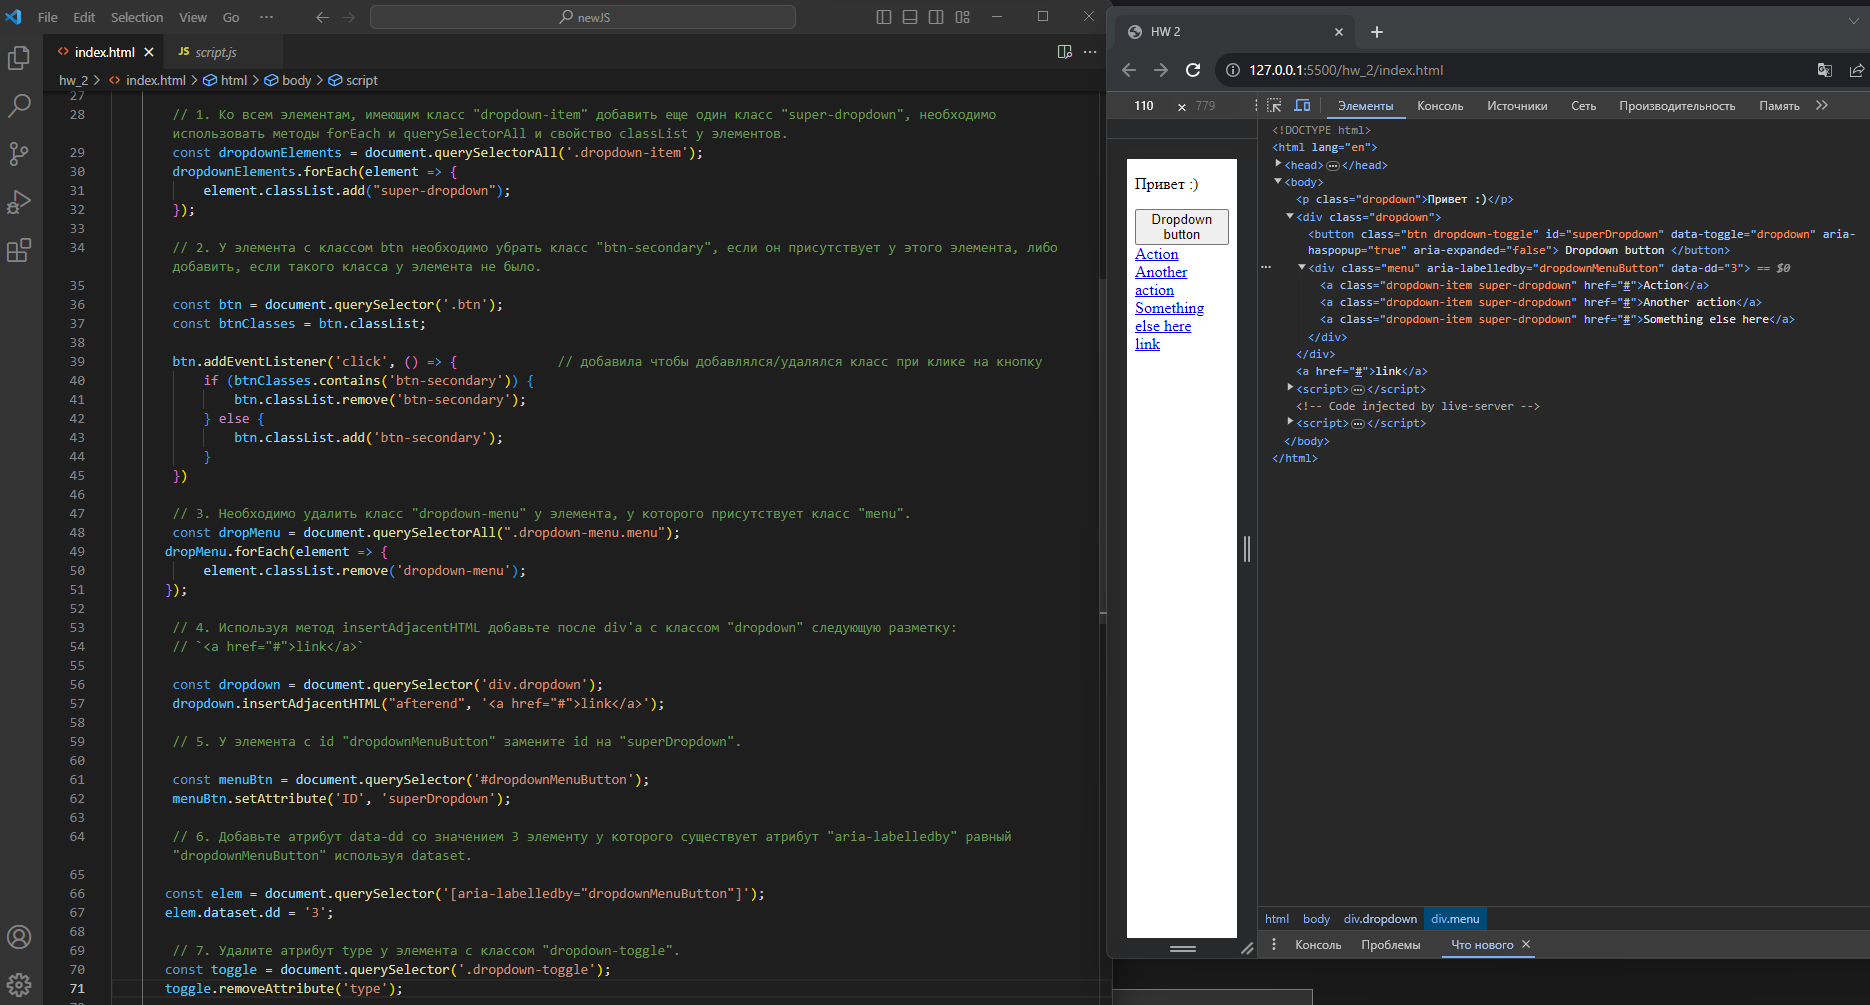 File Edit Selection View Go ··· newJS
index.html
JS script.js
hw_2 > index.html > html > body > script
27
28 // 1. Ко всем элементам, имеющим класс "dropdown-item" добавить еще один класс "super-dropdown", необходимо
использовать методы forEach и querySelectorAll и свойство classList у элементов.
29 const dropdownElements = document.querySelectorAll('.dropdown-item');
30 dropdownElements.forEach(element => {
31 element.classList.add("super-dropdown");
32 });
33
34 // 2. У элемента с классом btn необходимо убрать класс "btn-secondary", если он присутствует у этого элемента, либо
добавить, если такого класса у элемента не было.
35
36 const btn = document.querySelector('.btn');
37 const btnClasses = btn.classList;
38
39 btn.addEventListener('click', () => { // добавила чтобы добавлялся/удалялся класс при клике на кнопку
40 if (btnClasses.contains('btn-secondary')) {
41 btn.classList.remove('btn-secondary');
42 } else {
43 btn.classList.add('btn-secondary');
44 }
45 })
46
47 // 3. Необходимо удалить класс "dropdown-menu" у элемента, у которого присутствует класс "menu".
48 const dropMenu = document.querySelectorAll(".dropdown-menu.menu");
49 dropMenu.forEach(element => {
50 element.classList.remove('dropdown-menu');
51 });
52
53 // 4. Используя метод insertAdjacentHTML добавьте после div'a с классом "dropdown" следующую разметку:
54 // `<a href="#">link</a>`
55
56 const dropdown = document.querySelector('div.dropdown');
57 dropdown.insertAdjacentHTML("afterend", '<a href="#">link</a>');
58
59 // 5. У элемента с id "dropdownMenuButton" замените id на "superDropdown".
60
61 const menuBtn = document.querySelector('#dropdownMenuButton');
62 menuBtn.setAttribute('ID', 'superDropdown');
63
64 // 6. Добавьте атрибут data-dd со значением 3 элементу у которого существует атрибут "aria-labelledby" равный
"dropdownMenuButton" используя dataset.
65
66 const elem = document.querySelector('[aria-labelledby="dropdownMenuButton"]');
67 elem.dataset.dd = '3';
68
69 // 7. Удалите атрибут type у элемента с классом "dropdown-toggle".
70 const toggle = document.querySelector('.dropdown-toggle');
71 toggle.removeAttribute('type');
HW 2
127.0.0.1:5500/hw_2/index.html
110 × 779 Элементы Консоль Источники Сеть Производительность Память
Привет :)
Dropdown
button
Action
Another
action
Something
else here
link
<!DOCTYPE html>
<html lang="en">
<head>···</head>
<body>
<p class="dropdown">Привет :)</p>
<div class="dropdown">
<button class="btn dropdown-toggle" id="superDropdown" data-toggle="dropdown" aria-
haspopup="true" aria-expanded="false"> Dropdown button </button>
··· <div class="menu" aria-labelledby="dropdownMenuButton" data-dd="3"> == $0
<a class="dropdown-item super-dropdown" href="#">Action</a>
<a class="dropdown-item super-dropdown" href="#">Another action</a>
<a class="dropdown-item super-dropdown" href="#">Something else here</a>
</div>
</div>
<a href="#">link</a>
<script>···</script>
<!-- Code injected by live-server -->
<script>···</script>
</body>
</html>
html body div.dropdown div.menu
Консоль Проблемы Что нового